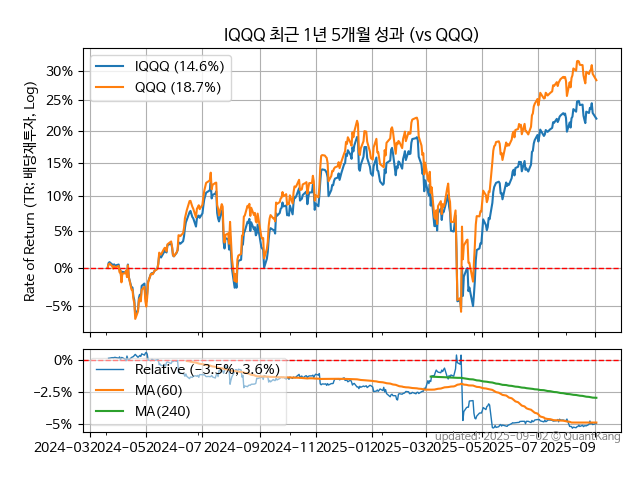 IQQQ 최근 1년 5개월 성과 (vs QQQ)
Rate of Return (TR: 배당재투자, Log)
IQQQ (14.6%)
QQQ (18.7%)
30%
25%
20%
15%
10%
5%
0%
−5%
0%
−2.5%
−5%
Relative (−3.5%, 3.6%)
MA(60)
MA(240)
2024−03 2024−05 2024−07 2024−09 2024−11 2025−01 2025−03 2025−05 2025−07 2025−09
updated: 2025−09−02 © QuantKang